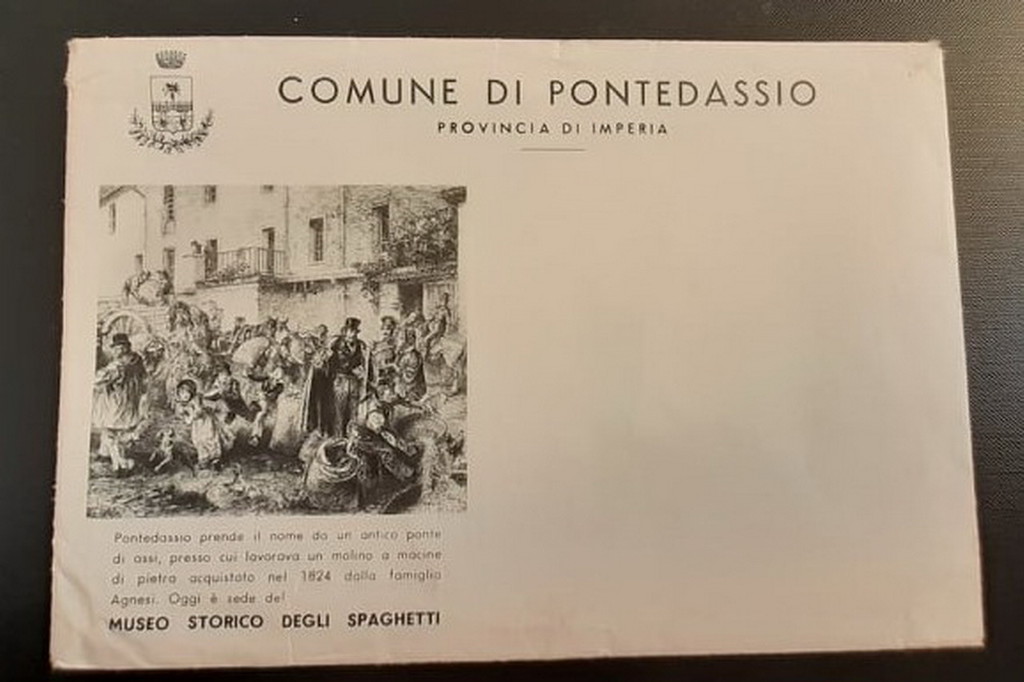 COMUNE DI PONTEDASSIO
PROVINCIA DI IMPERIA
Pontedassio prende il nome da un antico ponte
di assi, presso cui lavorava un molino a macine
di pietra acquistato nel 1824 dalla famiglia
Agnesi. Oggi è sede del
MUSEO STORICO DEGLI SPAGHETTI